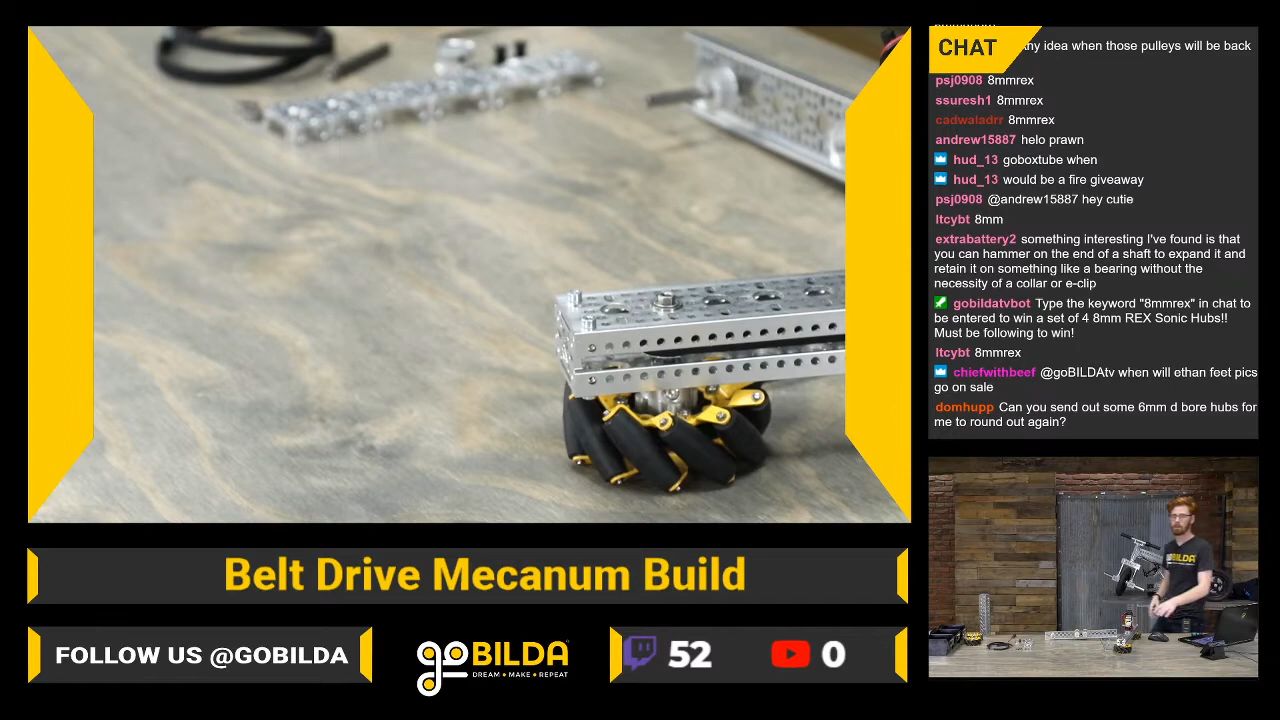 CHAT
any idea when those pulleys will be back
psj0908 8mmrex
ssuresh1 8mmrex
cadwaladrr 8mmrex
andrew15887 helo prawn
hud_13 goboxtube when
hud_13 would be a fire giveaway
psj0908 @andrew15887 hey cutie
ltcybt 8mm
extrabattery2 something interesting I've found is that
you can hammer on the end of a shaft to expand it and
retain it on something like a bearing without the
necessity of a collar or e-clip
gobildatvbot Type the keyword "8mmrex" in chat to
be entered to win a set of 4 8mm REX Sonic Hubs!!
Must be following to win!
ltcybt 8mmrex
chiefwithbeef @goBILDAtv when will ethan feet pics
go on sale
domhupp Can you send out some 6mm d bore hubs for
me to round out again?
goBILDA
Belt Drive Mecanum Build
FOLLOW US @GOBILDA
goBILDA
DREAM • MAKE • REPEAT
52
0